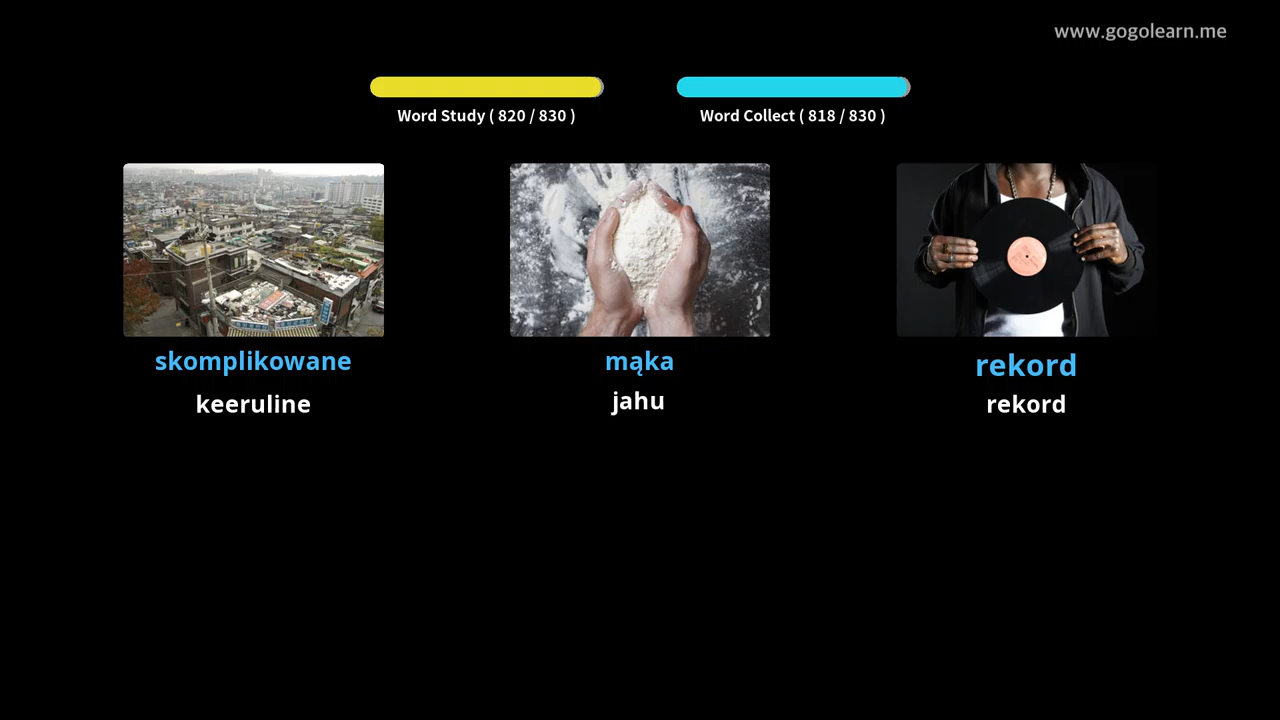 www.gogolearn.me
Word Study ( 820 / 830 )
Word Collect ( 818 / 830 )
skomplikowane
mąka
rekord
keeruline
jahu
rekord